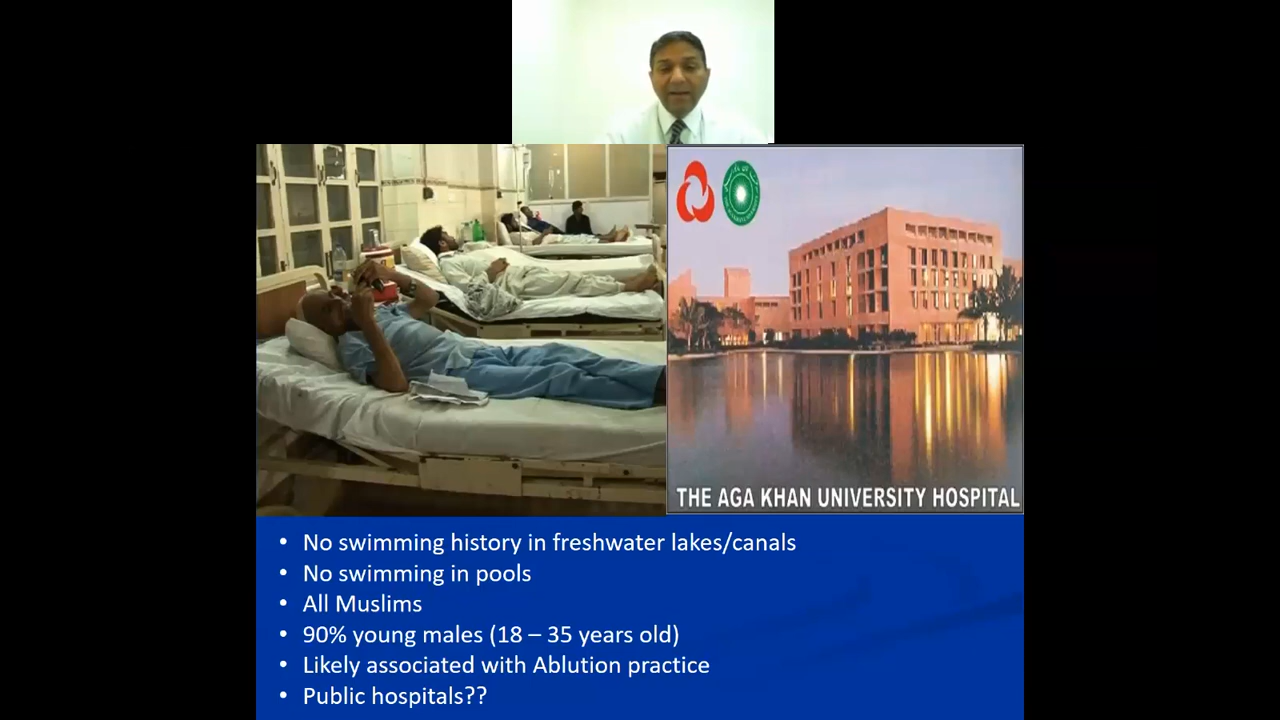 THE AGA KHAN UNIVERSITY HOSPITAL
• No swimming history in freshwater lakes/canals
• No swimming in pools
• All Muslims
• 90% young males (18 – 35 years old)
• Likely associated with Ablution practice
• Public hospitals??